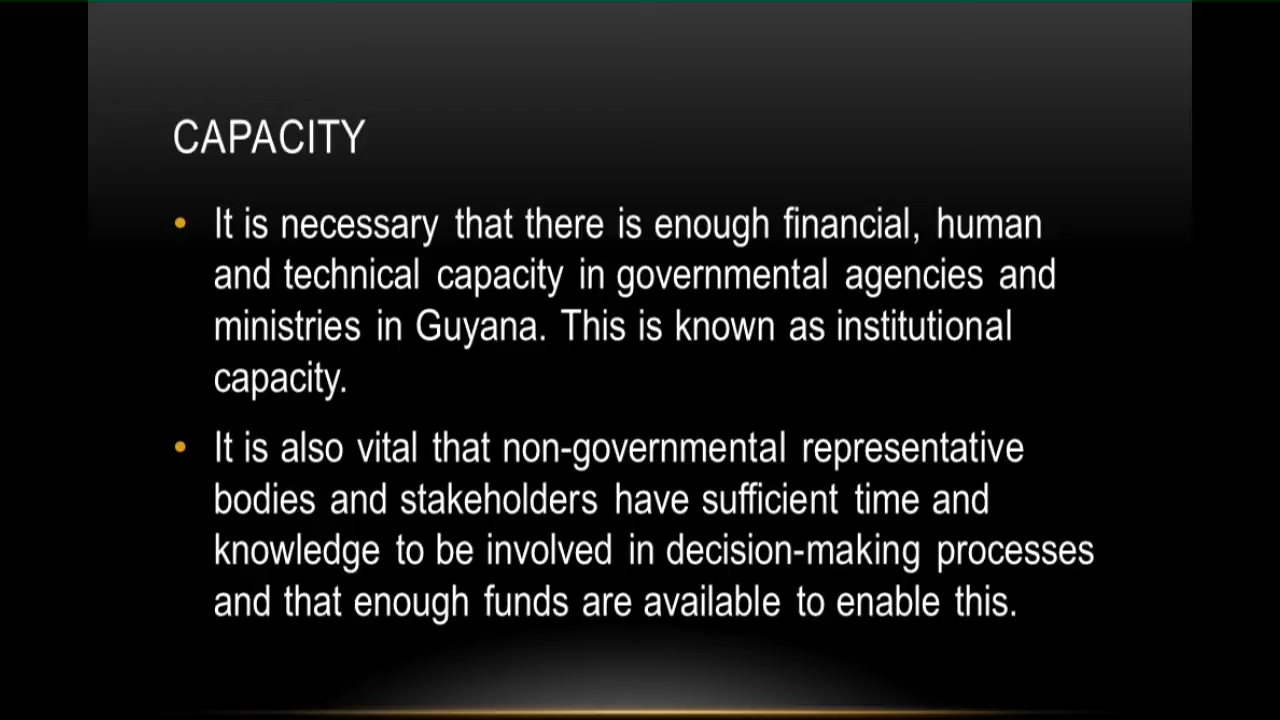 CAPACITY
• It is necessary that there is enough financial, human
and technical capacity in governmental agencies and
ministries in Guyana. This is known as institutional
capacity.
• It is also vital that non-governmental representative
bodies and stakeholders have sufficient time and
knowledge to be involved in decision-making processes
and that enough funds are available to enable this.